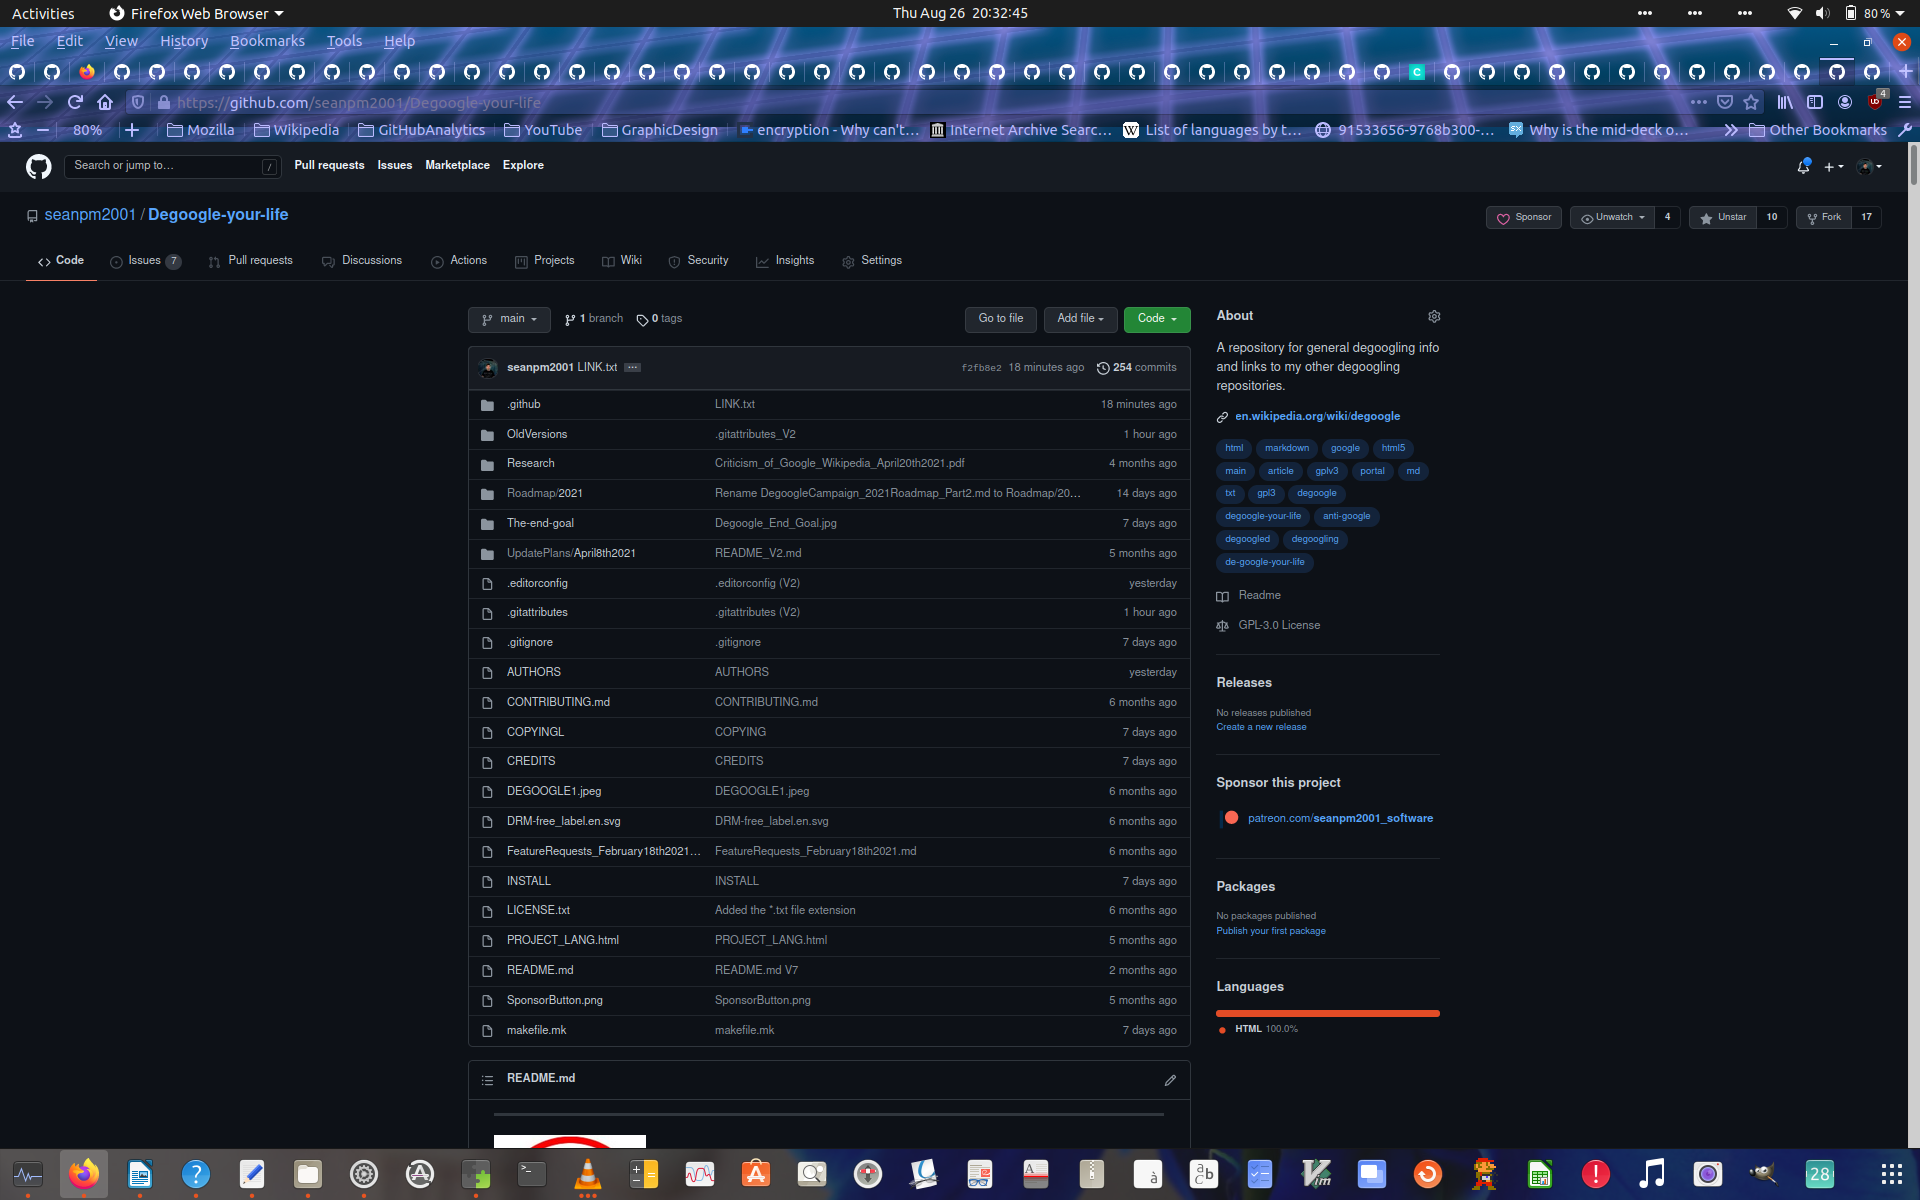 Activities Firefox Web Browser Thu Aug 26 20:32:45 80 %
File Edit View History Bookmarks Tools Help
https://github.com/seanpm2001/Degoogle-your-life 4
80% Mozilla Wikipedia GitHubAnalytics YouTube GraphicDesign encryption - Why can't… Internet Archive Searc… List of languages by t… 91533656-9768b300-… Why is the mid-deck o… Other Bookmarks
Search or jump to… / Pull requests Issues Marketplace Explore
seanpm2001 / Degoogle-your-life Sponsor Unwatch 4 Unstar 10 Fork 17
Code Issues 7 Pull requests Discussions Actions Projects Wiki Security Insights Settings
main 1 branch 0 tags Go to file Add file Code
seanpm2001 LINK.txt f2fb8e2 18 minutes ago 254 commits
.github LINK.txt 18 minutes ago
OldVersions .gitattributes_V2 1 hour ago
Research Criticism_of_Google_Wikipedia_April20th2021.pdf 4 months ago
Roadmap/2021 Rename DegoogleCampaign_2021Roadmap_Part2.md to Roadmap/20… 14 days ago
The-end-goal Degoogle_End_Goal.jpg 7 days ago
UpdatePlans/April8th2021 README_V2.md 5 months ago
.editorconfig .editorconfig (V2) yesterday
.gitattributes .gitattributes (V2) 1 hour ago
.gitignore .gitignore 7 days ago
AUTHORS AUTHORS yesterday
CONTRIBUTING.md CONTRIBUTING.md 6 months ago
COPYINGL COPYING 7 days ago
CREDITS CREDITS 7 days ago
DEGOOGLE1.jpeg DEGOOGLE1.jpeg 6 months ago
DRM-free_label.en.svg DRM-free_label.en.svg 6 months ago
FeatureRequests_February18th2021… FeatureRequests_February18th2021.md 6 months ago
INSTALL INSTALL 7 days ago
LICENSE.txt Added the *.txt file extension 6 months ago
PROJECT_LANG.html PROJECT_LANG.html 5 months ago
README.md README.md V7 2 months ago
SponsorButton.png SponsorButton.png 5 months ago
makefile.mk makefile.mk 7 days ago
README.md
About
A repository for general degoogling info
and links to my other degoogling
repositories.
en.wikipedia.org/wiki/degoogle
html markdown google html5
main article gplv3 portal md
txt gpl3 degoogle
degoogle-your-life anti-google
degoogled degoogling
de-google-your-life
Readme
GPL-3.0 License
Releases
No releases published
Create a new release
Sponsor this project
patreon.com/seanpm2001_software
Packages
No packages published
Publish your first package
Languages
HTML 100.0%
28